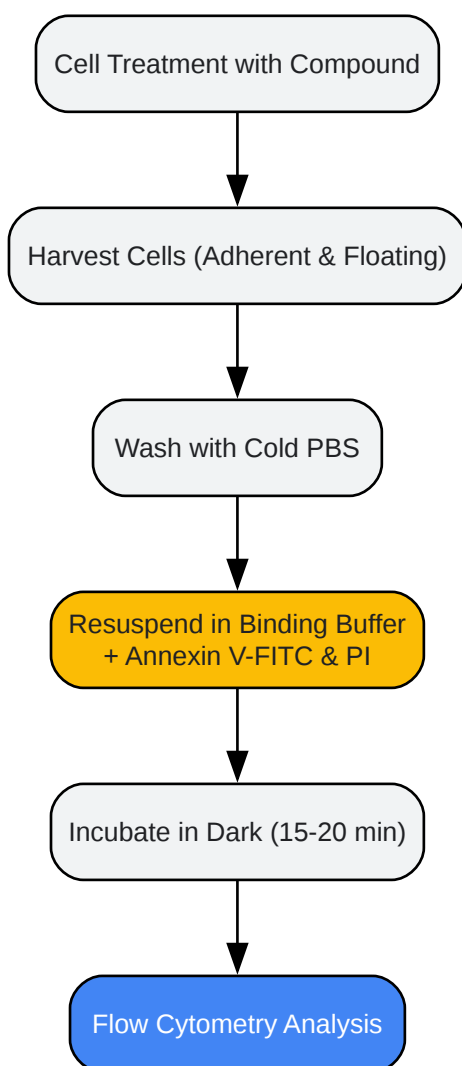 Cell Treatment with Compound
Harvest Cells (Adherent & Floating)
Wash with Cold PBS
Resuspend in Binding Buffer
+ Annexin V-FITC & PI
Incubate in Dark (15-20 min)
Flow Cytometry Analysis